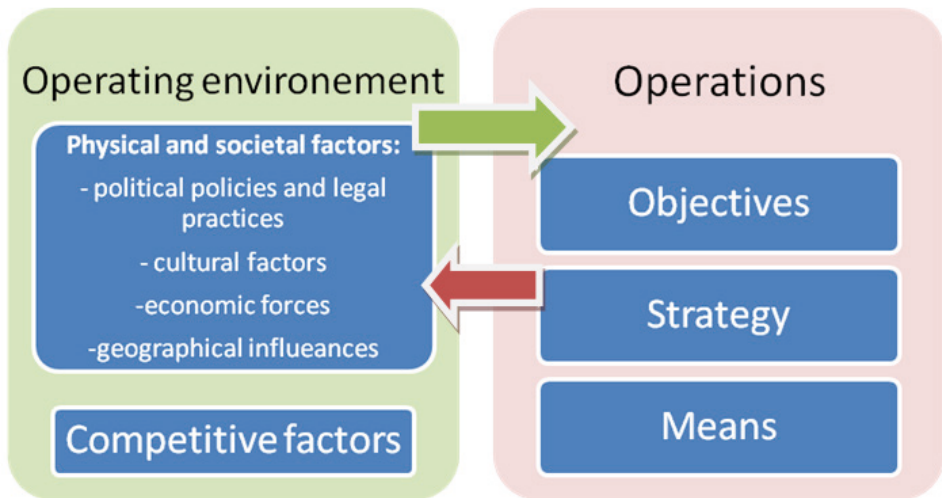 Operating environement
Physical and societal factors:
- political policies and legal
practices
- cultural factors
-economic forces
-geographical influeances
Competitive factors
Operations
Objectives
Strategy
Means